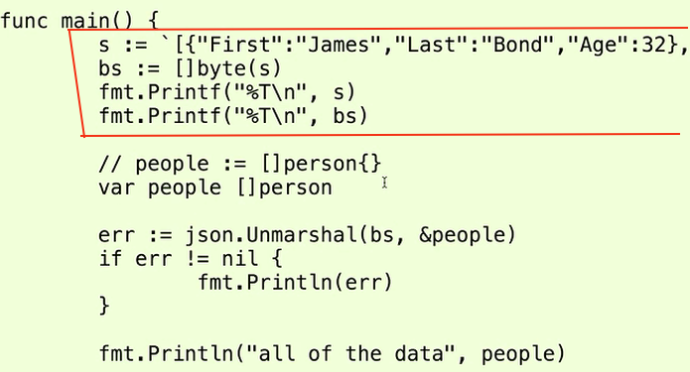 func main() {
s := `[{"First":"James","Last":"Bond","Age":32},
bs := []byte(s)
fmt.Printf("%T\n", s)
fmt.Printf("%T\n", bs)
// people := []person{}
var people []person
err := json.Unmarshal(bs, &people)
if err != nil {
fmt.Println(err)
}
fmt.Println("all of the data", people)